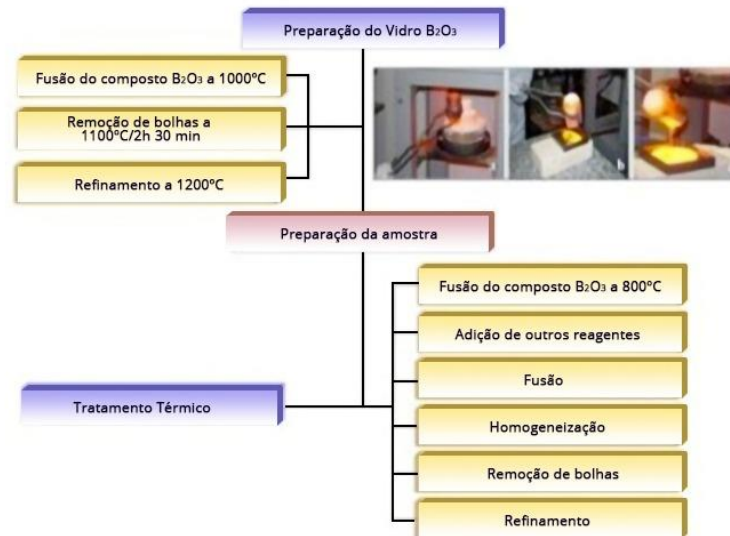 Preparação do Vidro B₂O₃
Fusão do composto B₂O₃ a 1000ºC
Remoção de bolhas a
1100ºC/2h 30 min
Refinamento a 1200ºC
b
Preparação da amostra
Fusão do composto B₂O₃ a 800ºC
Adição de outros reagentes
Fusão
Tratamento Térmico
Homogeneização
Remoção de bolhas
Refinamento